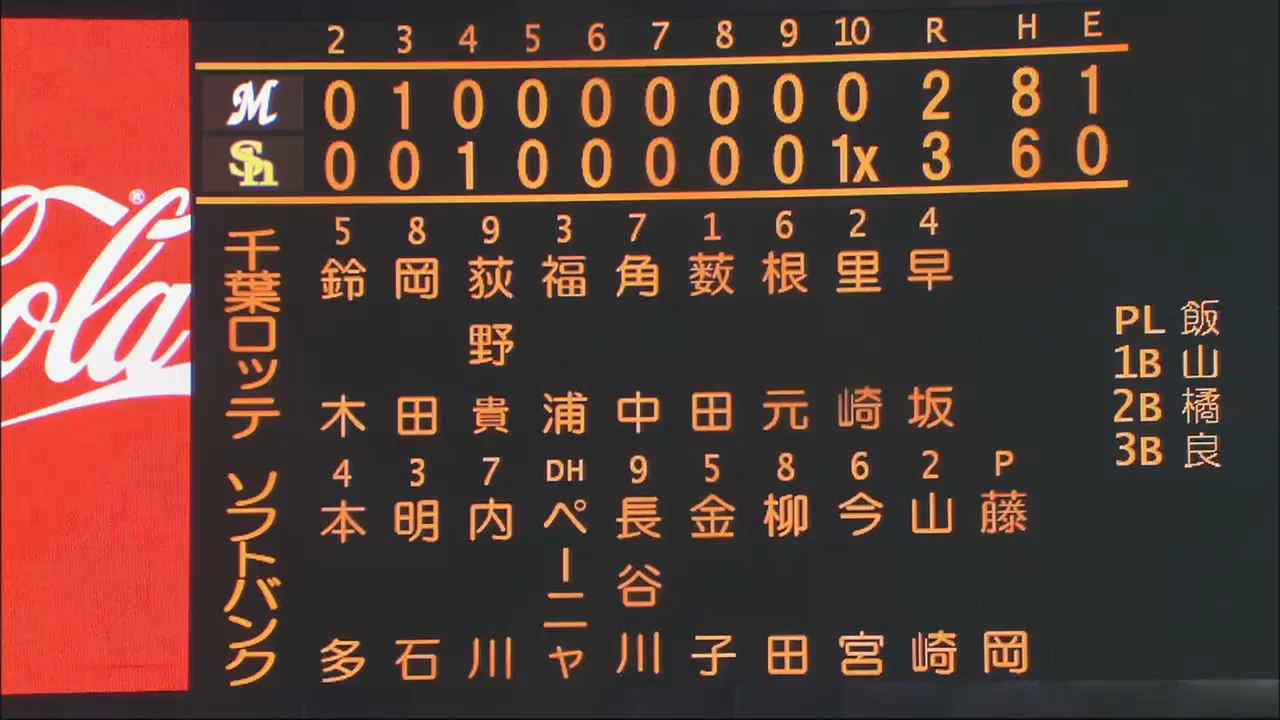 2 3 4 5 6 7 8 9 10 R H E
M 0 1 0 0 0 0 0 0 0 2 8 1
Sh 0 0 1 0 0 0 0 0 1x 3 6 0
Cola®
千葉ロッテ
5 鈴木
8 岡田
9 荻野貴
3 福浦
7 角中
1 薮田
6 根元
2 里崎
4 早坂
ソフトバンク
4 本多
3 明石
7 内川
DH ペーニャ
9 長谷川
5 金子
8 柳田
6 今宮
2 山崎
P 藤岡
PL 飯
1B 山
2B 橘
3B 良